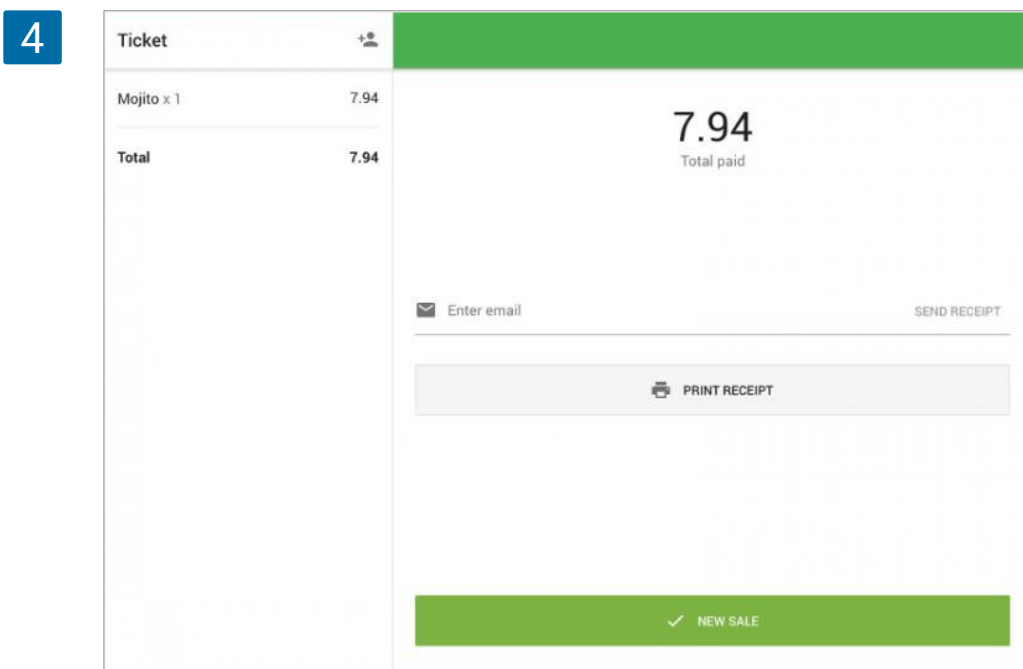 4
Ticket
Mojito x 1 7.94
Total 7.94
7.94
Total paid
Enter email SEND RECEIPT
PRINT RECEIPT
NEW SALE